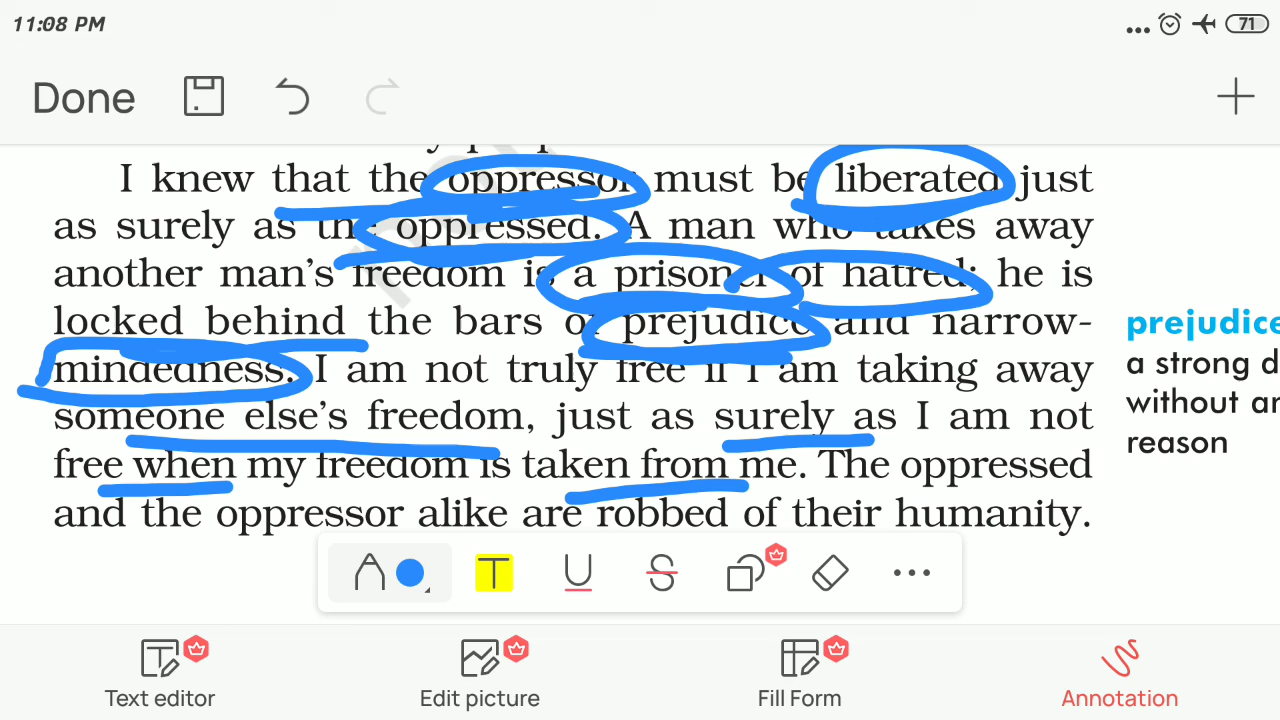 11:08 PM
71
Done
I knew that the oppressor must be liberated just
as surely as the oppressed. A man who takes away
another man's freedom is a prisoner of hatred; he is
locked behind the bars of prejudice and narrow-
mindedness. I am not truly free if I am taking away
someone else's freedom, just as surely as I am not
free when my freedom is taken from me. The oppressed
and the oppressor alike are robbed of their humanity.
prejudice
a strong d
without an
reason
Text editor
Edit picture
Fill Form
Annotation